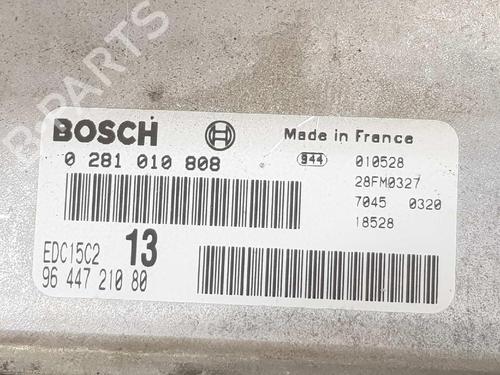 B-PARTS
BOSCH
Made in France
0 281 010 808
944
010528
28FM0327
7045 0320
18528
EDC15C2
13
96 447 210 80